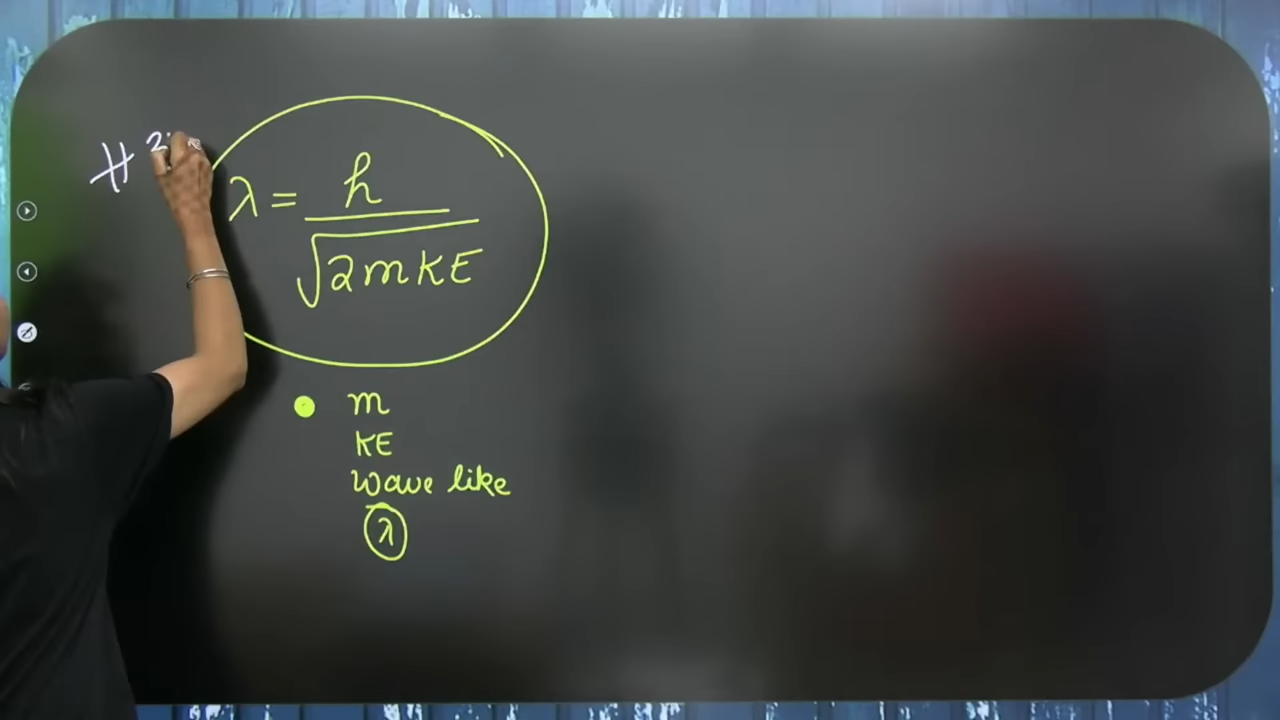 λ = h / √2mKE
m
KE
wave like
λ